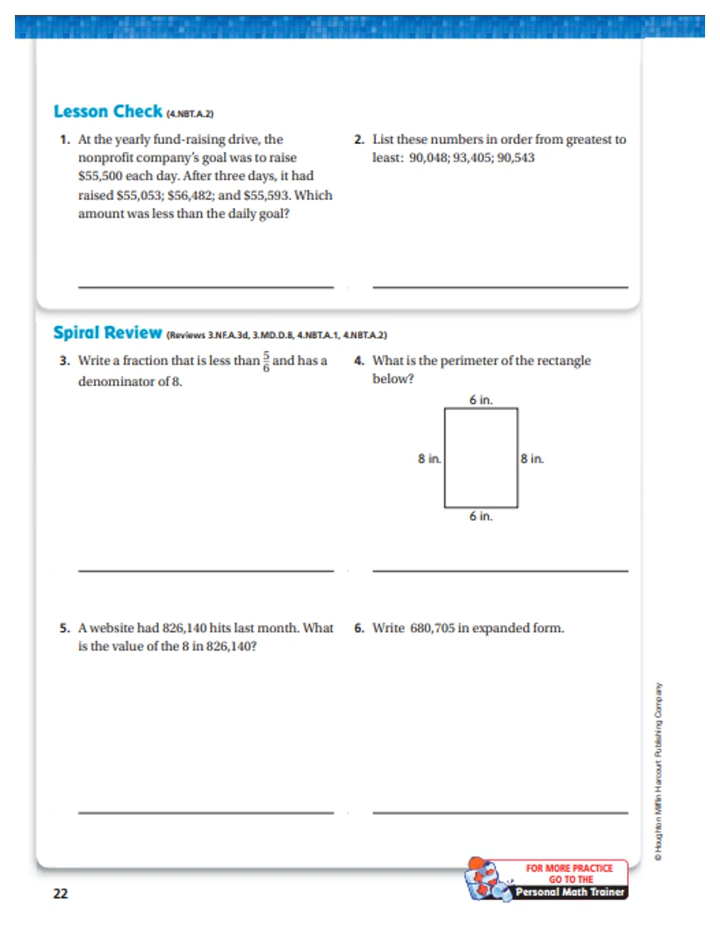 Lesson Check (4.NBT.A.2)
1. At the yearly fund-raising drive, the
nonprofit company's goal was to raise
$55,500 each day. After three days, it had
raised $55,053; $56,482; and $55,593. Which
amount was less than the daily goal?
2. List these numbers in order from greatest to
least: 90,048; 93,405; 90,543
Spiral Review (Reviews 3.NF.A.3d, 3.MD.D.8, 4.NBT.A.1, 4.NBT.A.2)
3. Write a fraction that is less than 5/6 and has a
denominator of 8.
4. What is the perimeter of the rectangle
below?
6 in.
8 in. 8 in.
6 in.
5. A website had 826,140 hits last month. What
is the value of the 8 in 826,140?
6. Write 680,705 in expanded form.
© Houghton Mifflin Harcourt Publishing Company
FOR MORE PRACTICE
GO TO THE
Personal Math Trainer
22